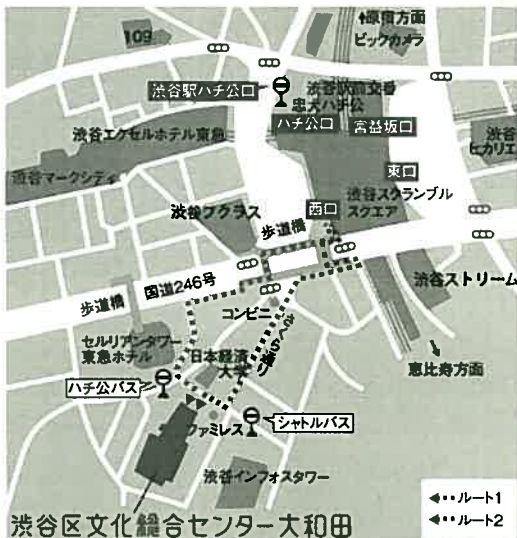 ↑原宿方面
ビックカメラ
109
渋谷駅ハチ公口
渋谷駅前交番
忠犬ハチ公
ハチ公口
宮益坂口
渋谷エクセルホテル東急
渋谷
ヒカリエ
東口
渋谷マークシティ
渋谷スクランブル
スクエア
西口
渋谷フクラス
歩道橋
渋谷ストリーム
国道246号
歩道橋
コンビニ
さくら通り
セルリアンタワー
東急ホテル
日本経済
大学
恵比寿方面
ハチ公バス
ファミレス
シャトルバス
渋谷インフォスタワー
ルート1
ルート2
渋谷区文化総合センター大和田